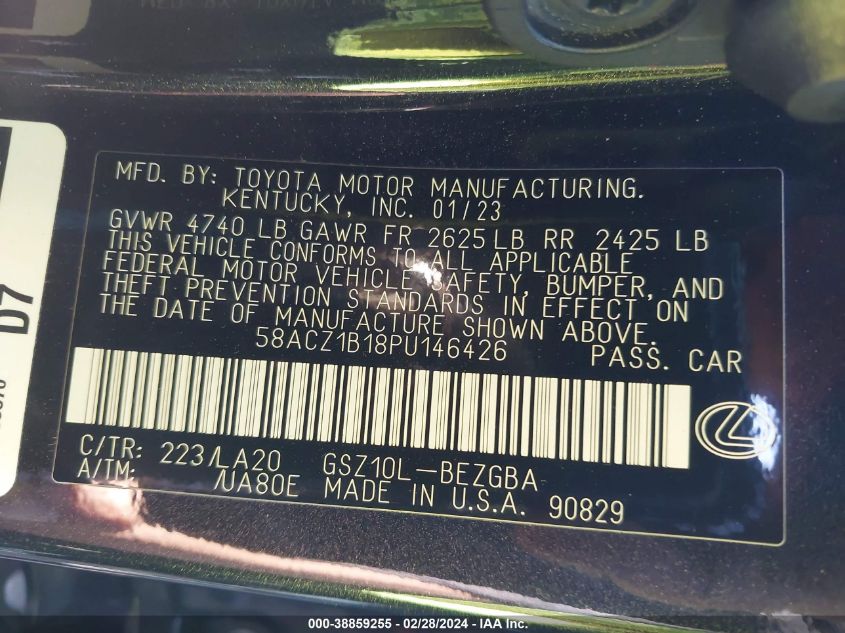 MFD. BY: TOYOTA MOTOR MANUFACTURING.
KENTUCKY, INC. 01/23
GVWR 4740 LB GAWR FR 2625 LB RR 2425 LB
THIS VEHICLE CONFORMS TO ALL APPLICABLE
FEDERAL MOTOR VEHICLE SAFETY, BUMPER, AND
THEFT PREVENTION STANDARDS IN EFFECT ON
THE DATE OF MANUFACTURE SHOWN ABOVE.
58ACZ1B18PU146426 PASS. CAR
C/TR: 223/LA20 GSZ10L-BEZGBA
A/TM: /UA80E MADE IN U.S.A. 90829
D7
000-38859255 - 02/28/2024 - IAA Inc.